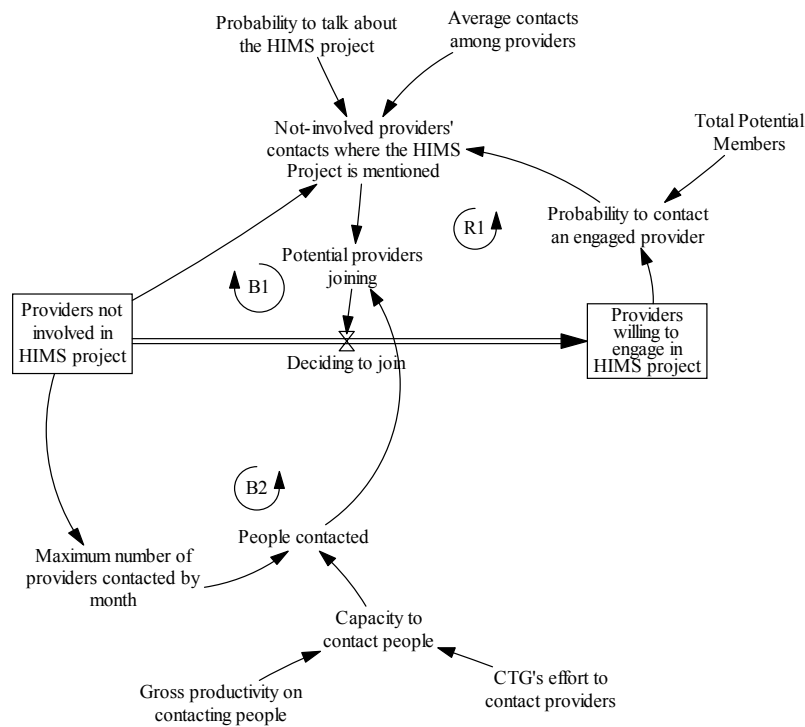 Probability to talk about
the HIMS project
Average contacts
among providers
Not-involved providers'
contacts where the HIMS
Project is mentioned
Total Potential
Members
Probability to contact
an engaged provider
R1
Potential providers
joining
B1
Providers not
involved in
HIMS project
Providers
willing to
engage in
HIMS project
Deciding to join
B2
People contacted
Maximum number of
providers contacted by
month
Capacity to
contact people
Gross productivity on
contacting people
CTG's effort to
contact providers